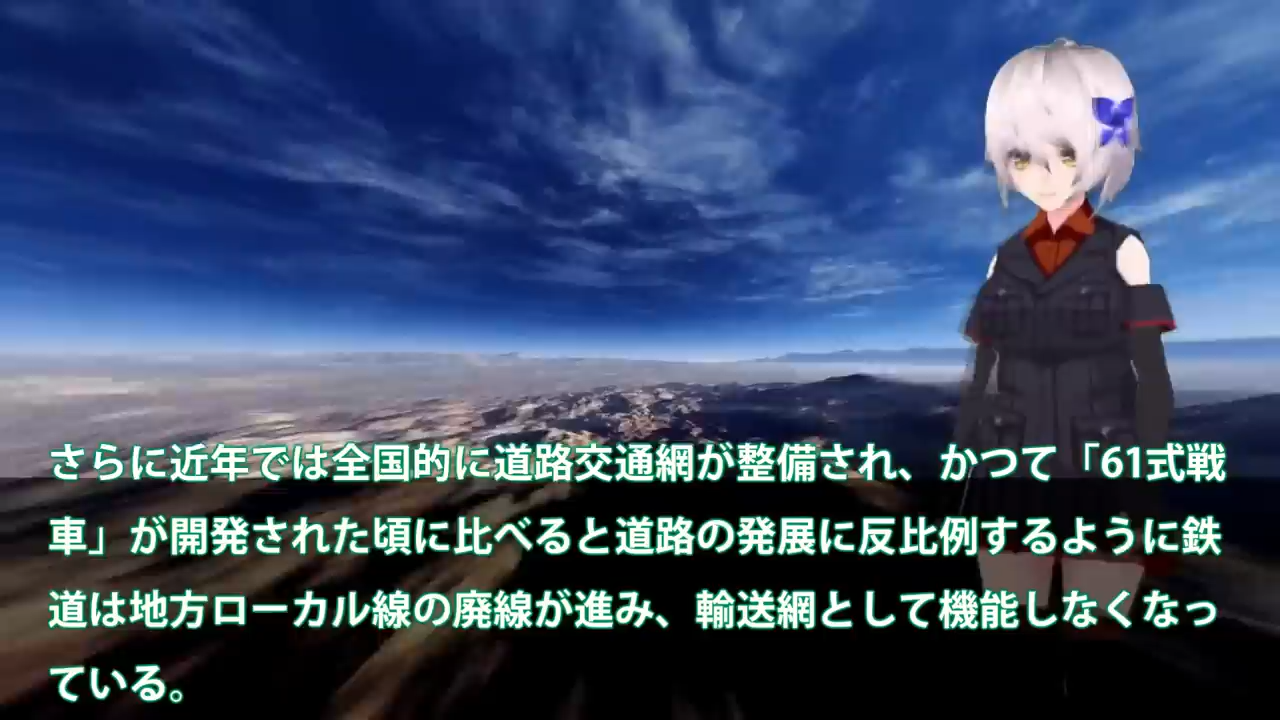 さらに近年では全国的に道路交通網が整備され、かつて「61式戦
車」が開発された頃に比べると道路の発展に反比例するように鉄
道は地方ローカル線の廃線が進み、輸送網として機能しなくなっ
ている。